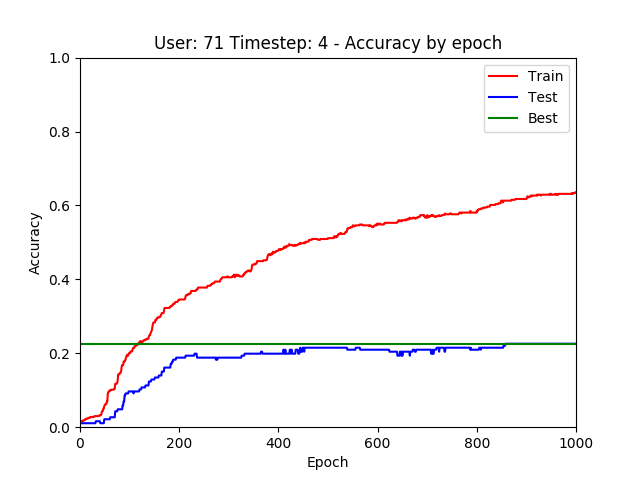 User: 71 Timestep: 4 - Accuracy by epoch
1.0
0.8
0.6
0.4
0.2
0.0
Accuracy
Train
Test
Best
0 200 400 600 800 1000
Epoch